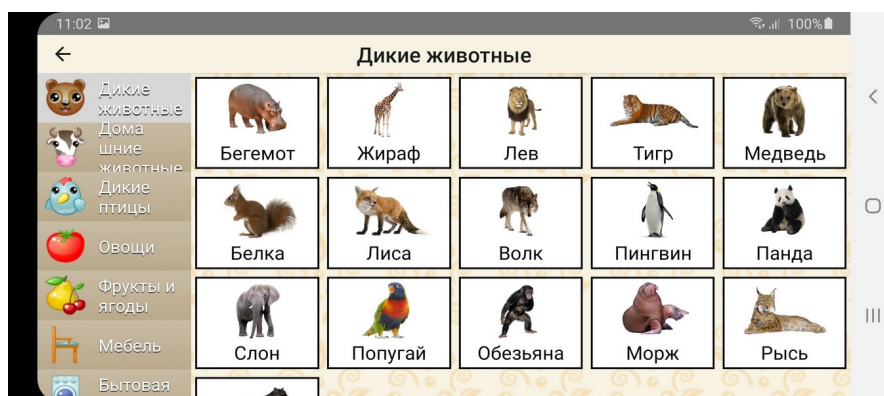 11:02
100%
Дикие животные
Дикие
животные
Дома
шние
животные
Дикие
птицы
Овощи
Фрукты и
ягоды
Мебель
Бытовая
Бегемот
Жираф
Лев
Тигр
Медведь
Белка
Лиса
Волк
Пингвин
Панда
Слон
Попугай
Обезьяна
Морж
Рысь